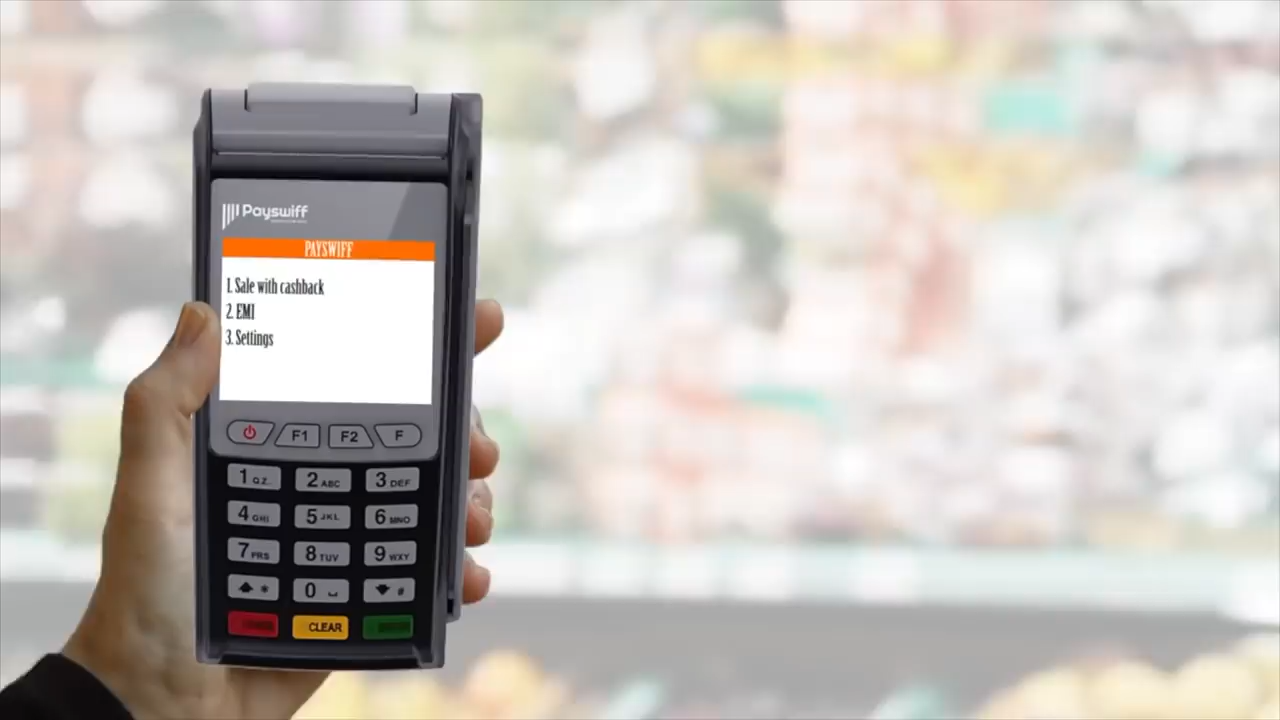 Payswiff
PAYSWIFF
1. Sale with cashback
2. EMI
3. Settings
F1 F2 F
1 QZ. 2 ABC 3 DEF
4 GHI 5 JKL 6 MNO
7 PRS 8 TUV 9 WXY
* 0 #
CLEAR